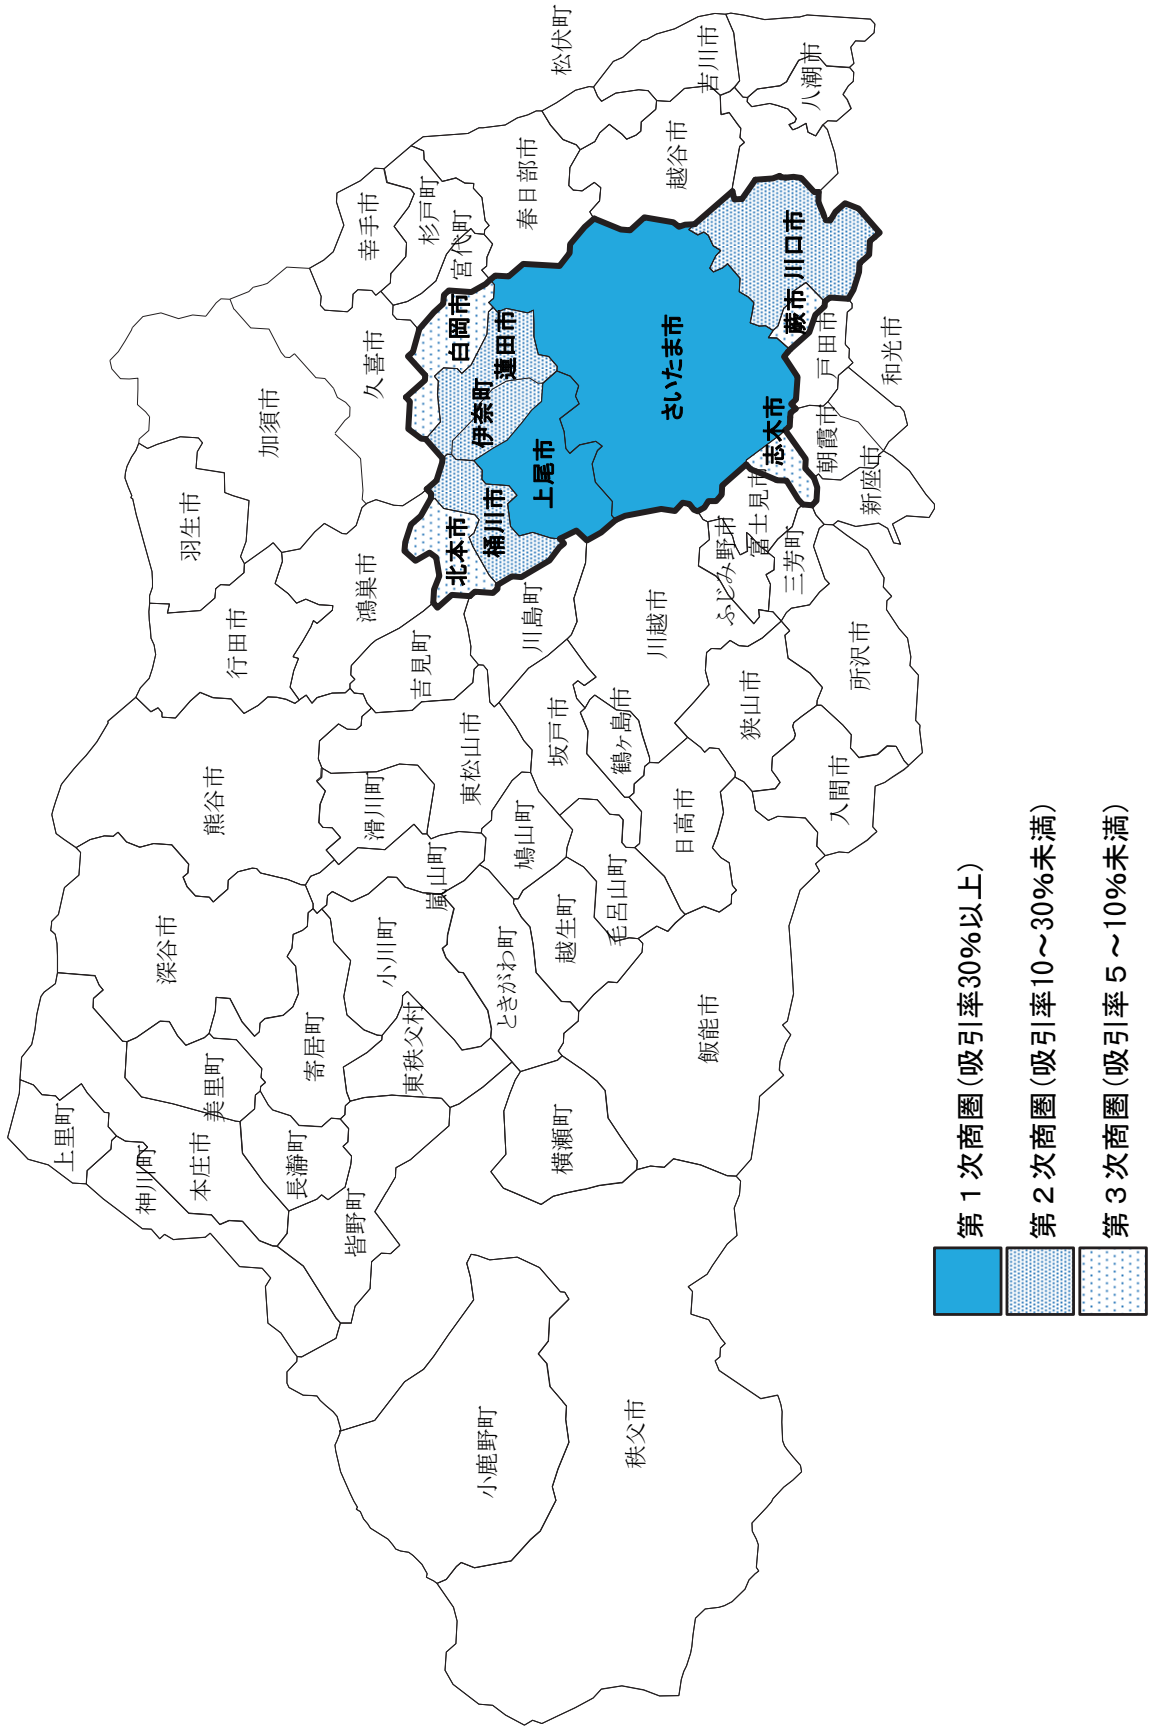 上里町
神川町
本庄市
美里町
深谷市
熊谷市
行田市
羽生市
加須市
長瀞町
皆野町
寄居町
小川町
東秩父村
嵐山町
滑川町
東松山市
吉見町
鴻巣市
久喜市
幸手市
杉戸町
宮代町
白岡市
蓮田市
伊奈町
北本市
桶川市
上尾市
春日部市
松伏町
小鹿野町
秩父市
横瀬町
ときがわ町
越生町
毛呂山町
鳩山町
坂戸市
鶴ヶ島市
川島町
川越市
さいたま市
越谷市
吉川市
八潮市
飯能市
日高市
狭山市
入間市
所沢市
ふじみ野市
富士見市
三芳町
志木市
新座市
朝霞市
和光市
戸田市
蕨市
川口市
第1次商圏(吸引率30%以上)
第2次商圏(吸引率10~30%未満)
第3次商圏(吸引率5~10%未満)